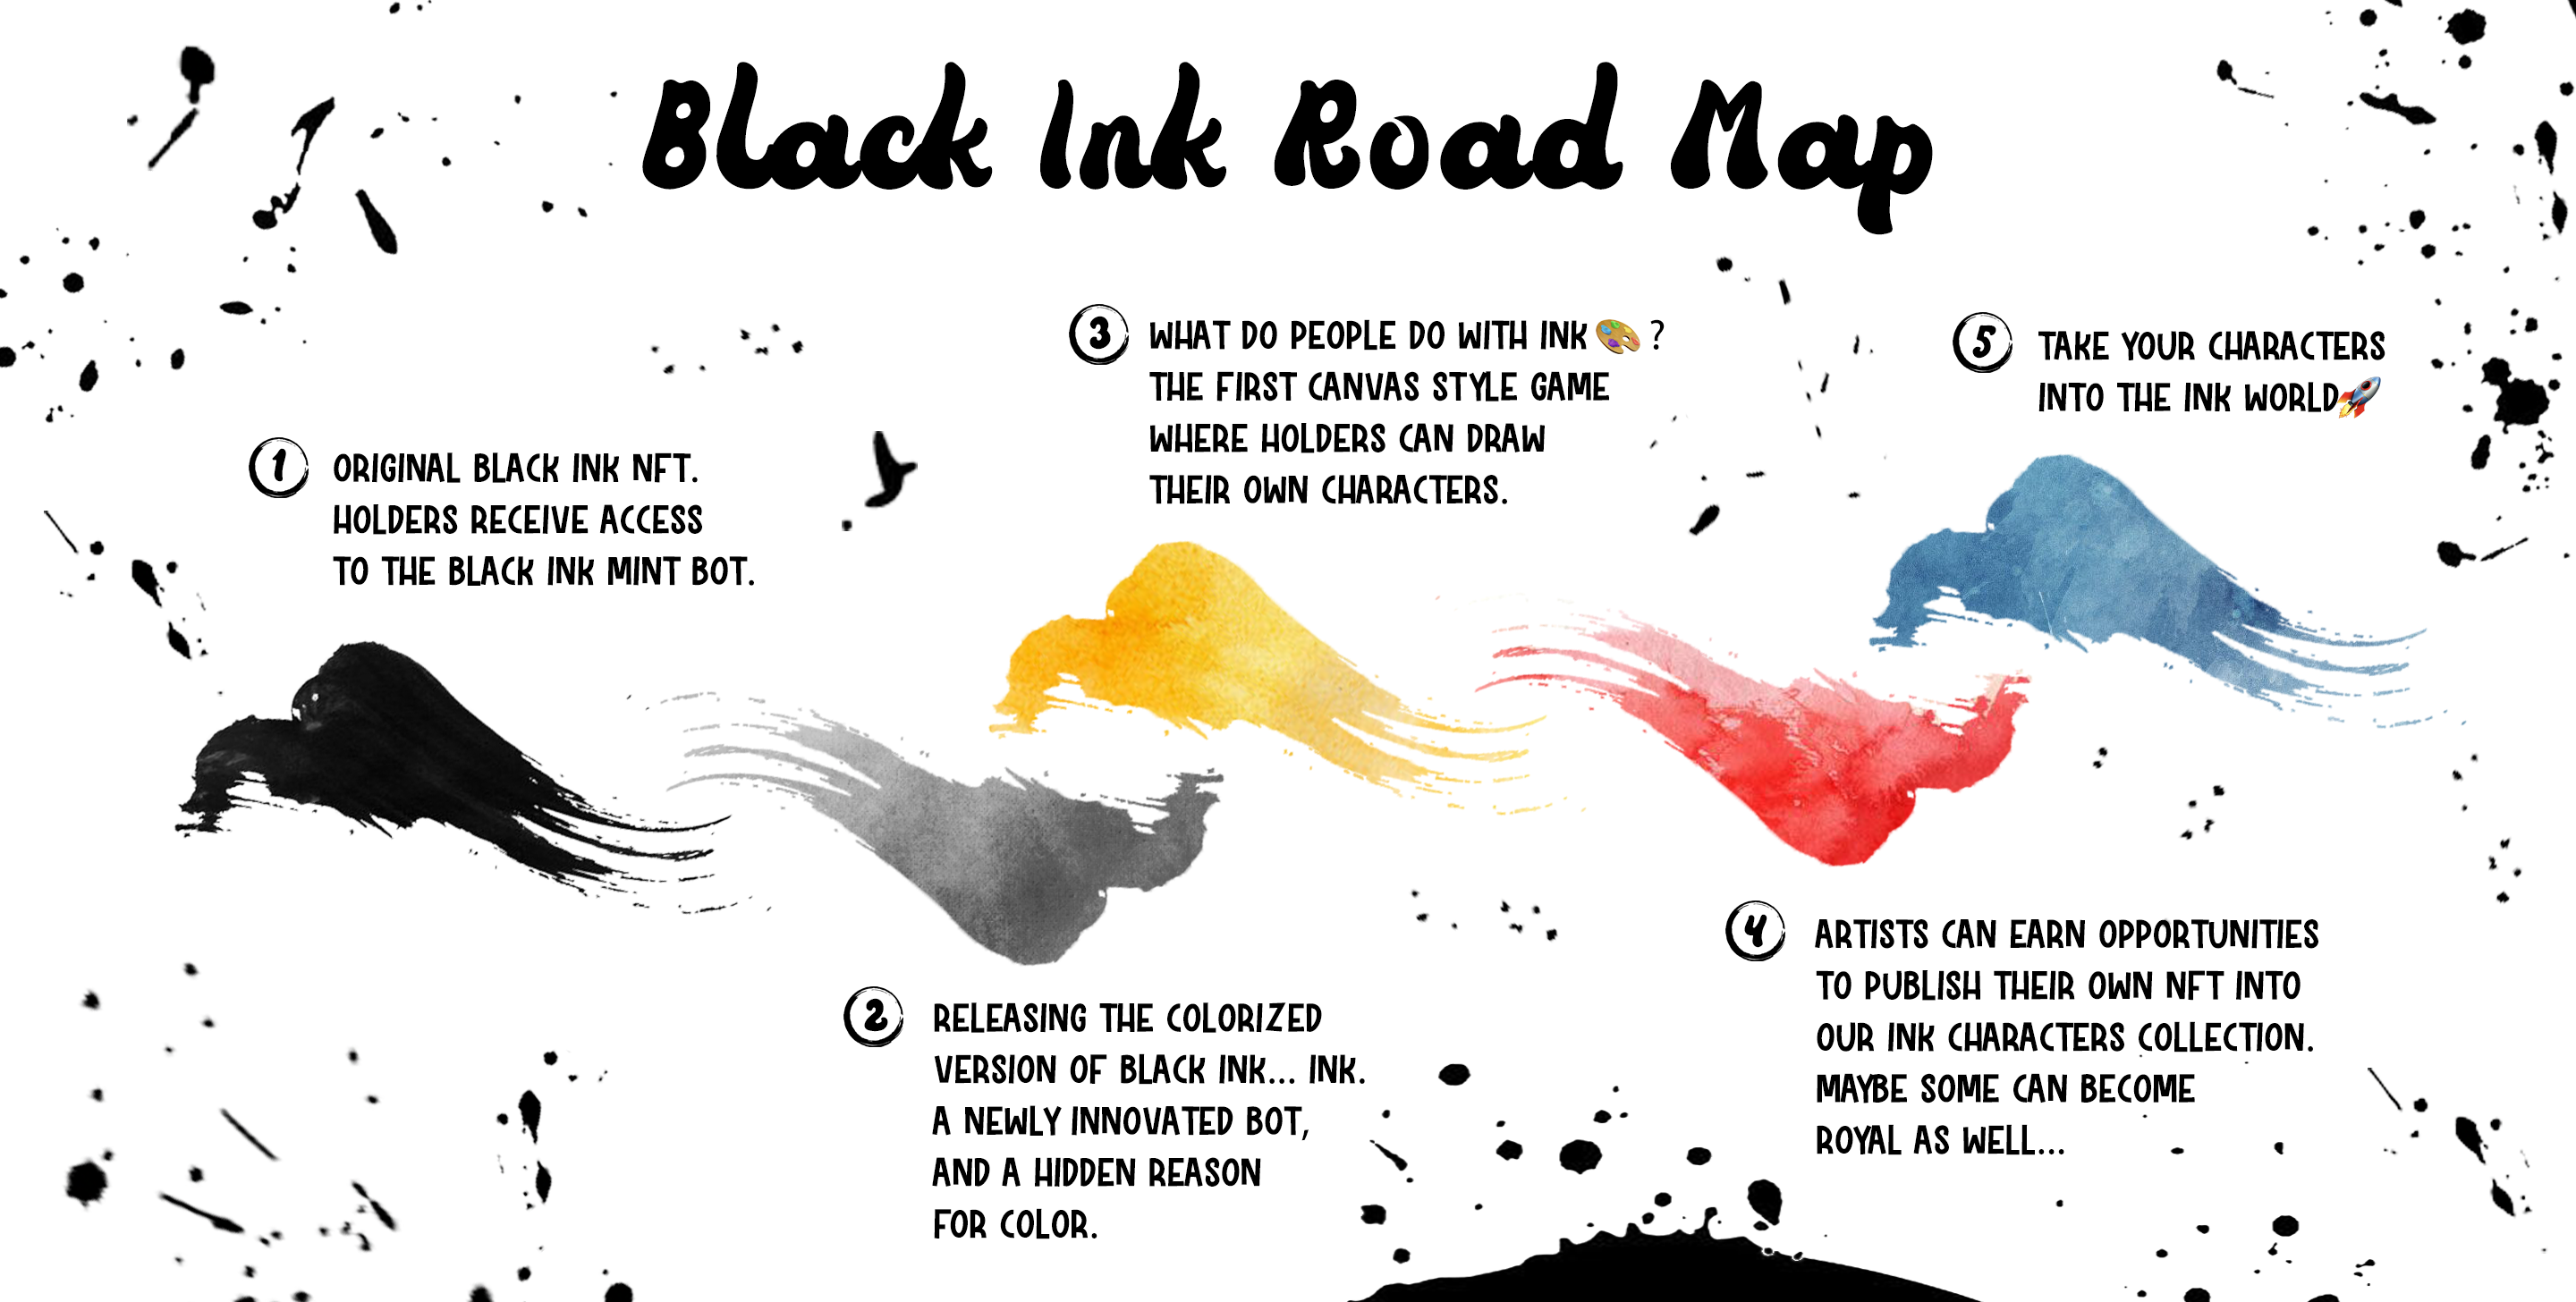 Black Ink Road Map
1 ORIGINAL BLACK INK NFT.
HOLDERS RECEIVE ACCESS
TO THE BLACK INK MINT BOT.
2 RELEASING THE COLORIZED
VERSION OF BLACK INK... INK.
A NEWLY INNOVATED BOT,
AND A HIDDEN REASON
FOR COLOR.
3 WHAT DO PEOPLE DO WITH INK🎨 ?
THE FIRST CANVAS STYLE GAME
WHERE HOLDERS CAN DRAW
THEIR OWN CHARACTERS.
4 ARTISTS CAN EARN OPPORTUNITIES
TO PUBLISH THEIR OWN NFT INTO
OUR INK CHARACTERS COLLECTION.
MAYBE SOME CAN BECOME
ROYAL AS WELL...
5 TAKE YOUR CHARACTERS
INTO THE INK WORLD🚀